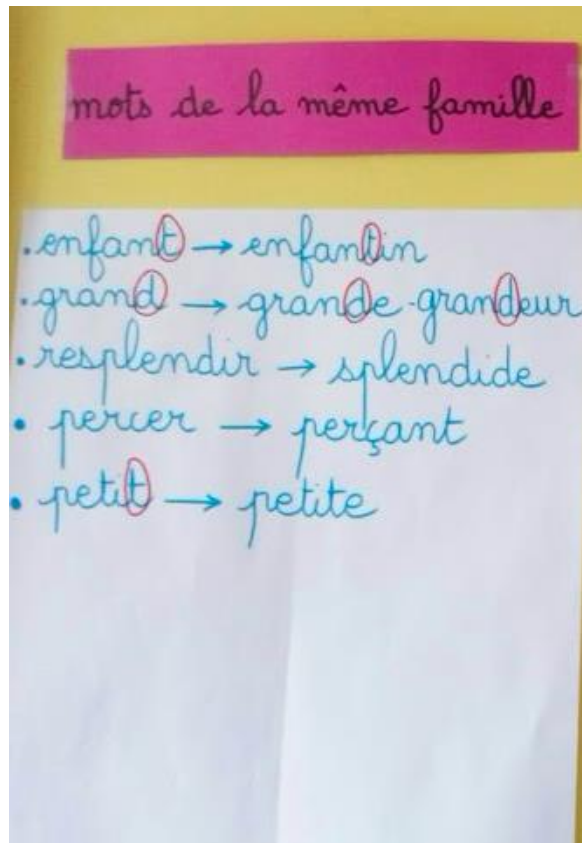 mots de la même famille
. enfant → enfantin
. grand → grande - grandeur
. resplendir → splendide
. percer → perçant
. petit → petite